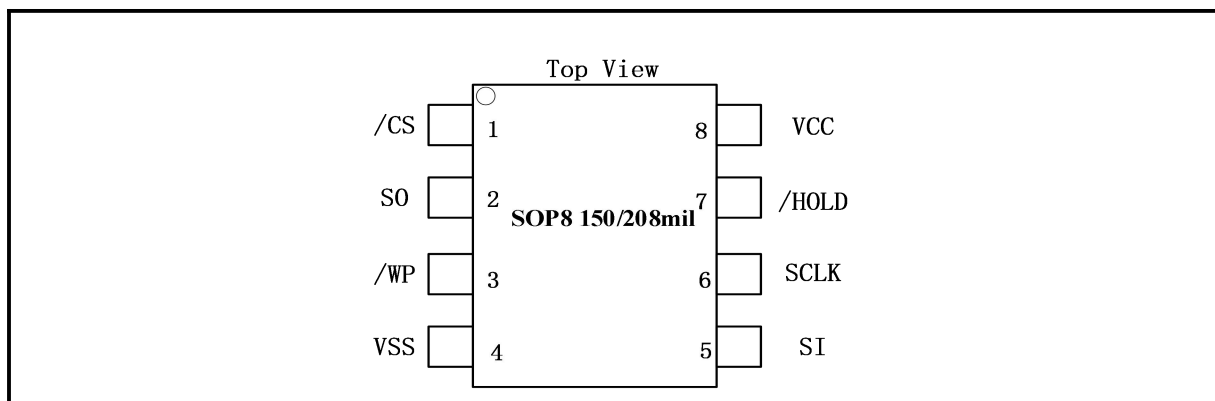 Top View
/CS 1 8 VCC
SO 2 7 /HOLD
SOP8 150/208mil
/WP 3 6 SCLK
VSS 4 5 SI